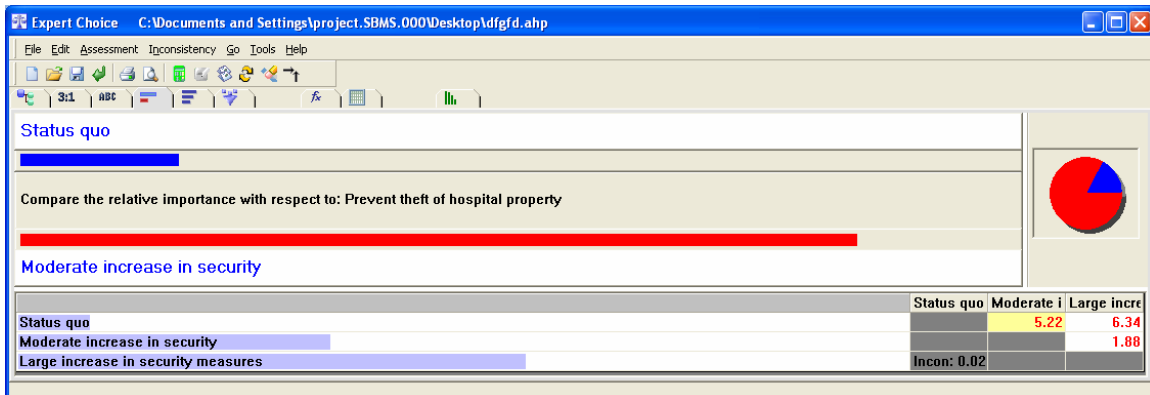 Expert Choice C:\Documents and Settings\project.SBMS.000\Desktop\dfgfd.ahp
File Edit Assessment Inconsistency Go Tools Help
3:1 ABC fx
Status quo
Compare the relative importance with respect to: Prevent theft of hospital property
Moderate increase in security
Status quo Moderate i Large incre
Status quo 5.22 6.34
Moderate increase in security 1.88
Large increase in security measures Incon: 0.02